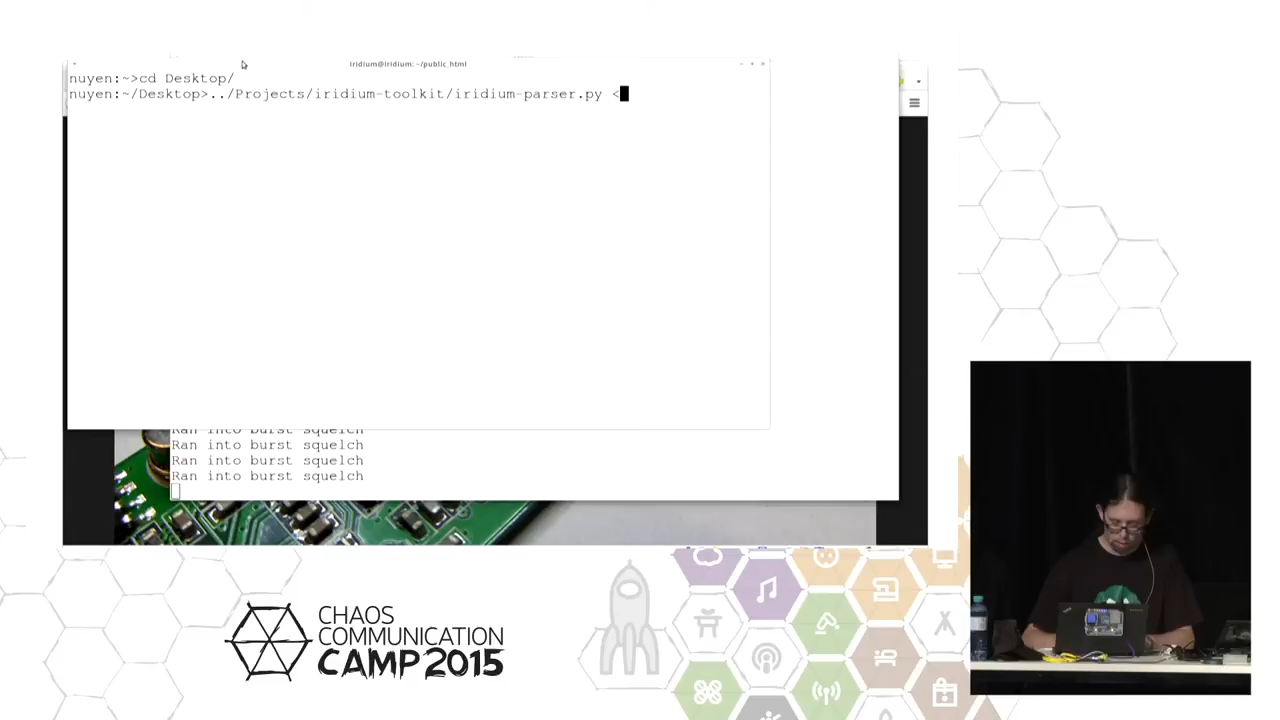 iridium@iridium: ~/public_html
nuyen:~>cd Desktop/
nuyen:~/Desktop>../Projects/iridium-toolkit/iridium-parser.py <
Ran into burst squelch
Ran into burst squelch
Ran into burst squelch
Ran into burst squelch
CHAOS
COMMUNICATION
CAMP 2015